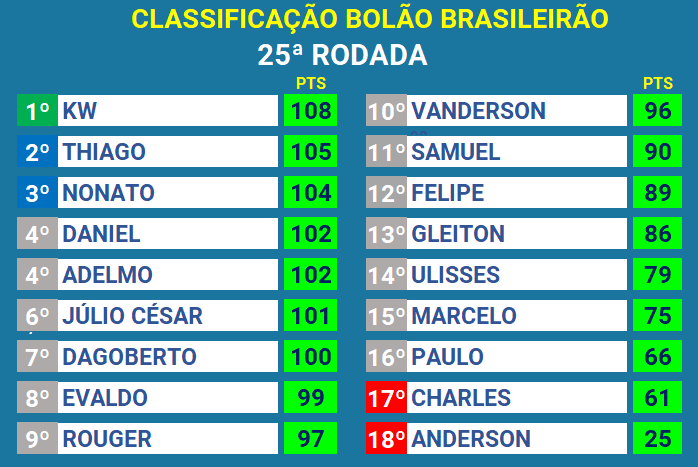 CLASSIFICAÇÃO BOLÃO BRASILEIRÃO
25ª RODADA
PTS
1º KW 108
2º THIAGO 105
3º NONATO 104
4º DANIEL 102
4º ADELMO 102
6º JÚLIO CÉSAR 101
7º DAGOBERTO 100
8º EVALDO 99
9º ROUGER 97
PTS
10º VANDERSON 96
11º SAMUEL 90
12º FELIPE 89
13º GLEITON 86
14º ULISSES 79
15º MARCELO 75
16º PAULO 66
17º CHARLES 61
18º ANDERSON 25